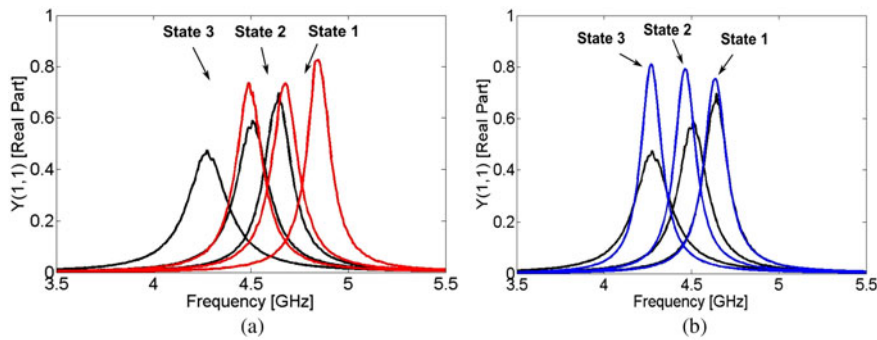 1
0.8
0.6
0.4
0.2
0
Y(1,1) [Real Part]
State 3
State 2
State 1
3.5
4
4.5
5
5.5
Frequency [GHz]
(a)
1
0.8
0.6
0.4
0.2
0
Y(1,1) [Real Part]
State 3
State 2
State 1
3.5
4
4.5
5
5.5
Frequency [GHz]
(b)